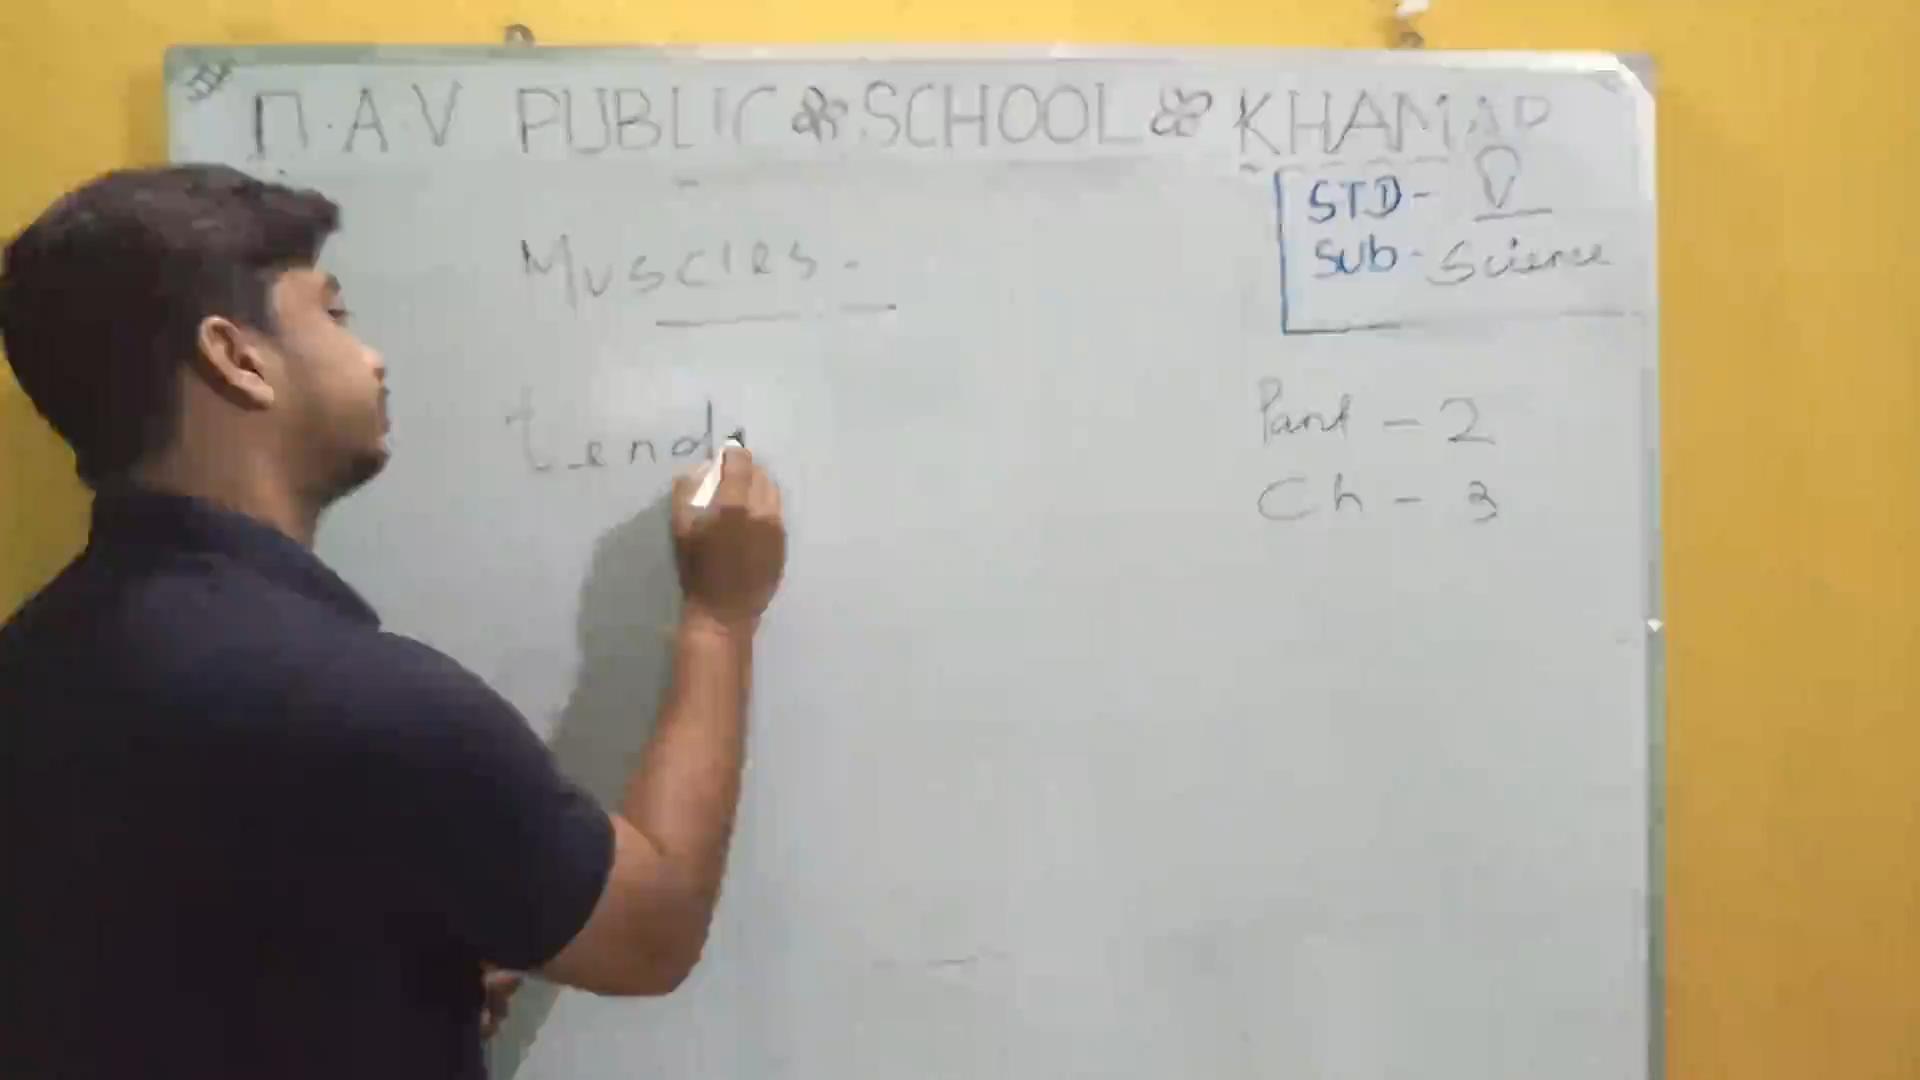 D.A.V PUBLIC SCHOOL KHAMAR
STD- V
Sub- Science
Muscles -
Part - 2
tend
Ch - 3